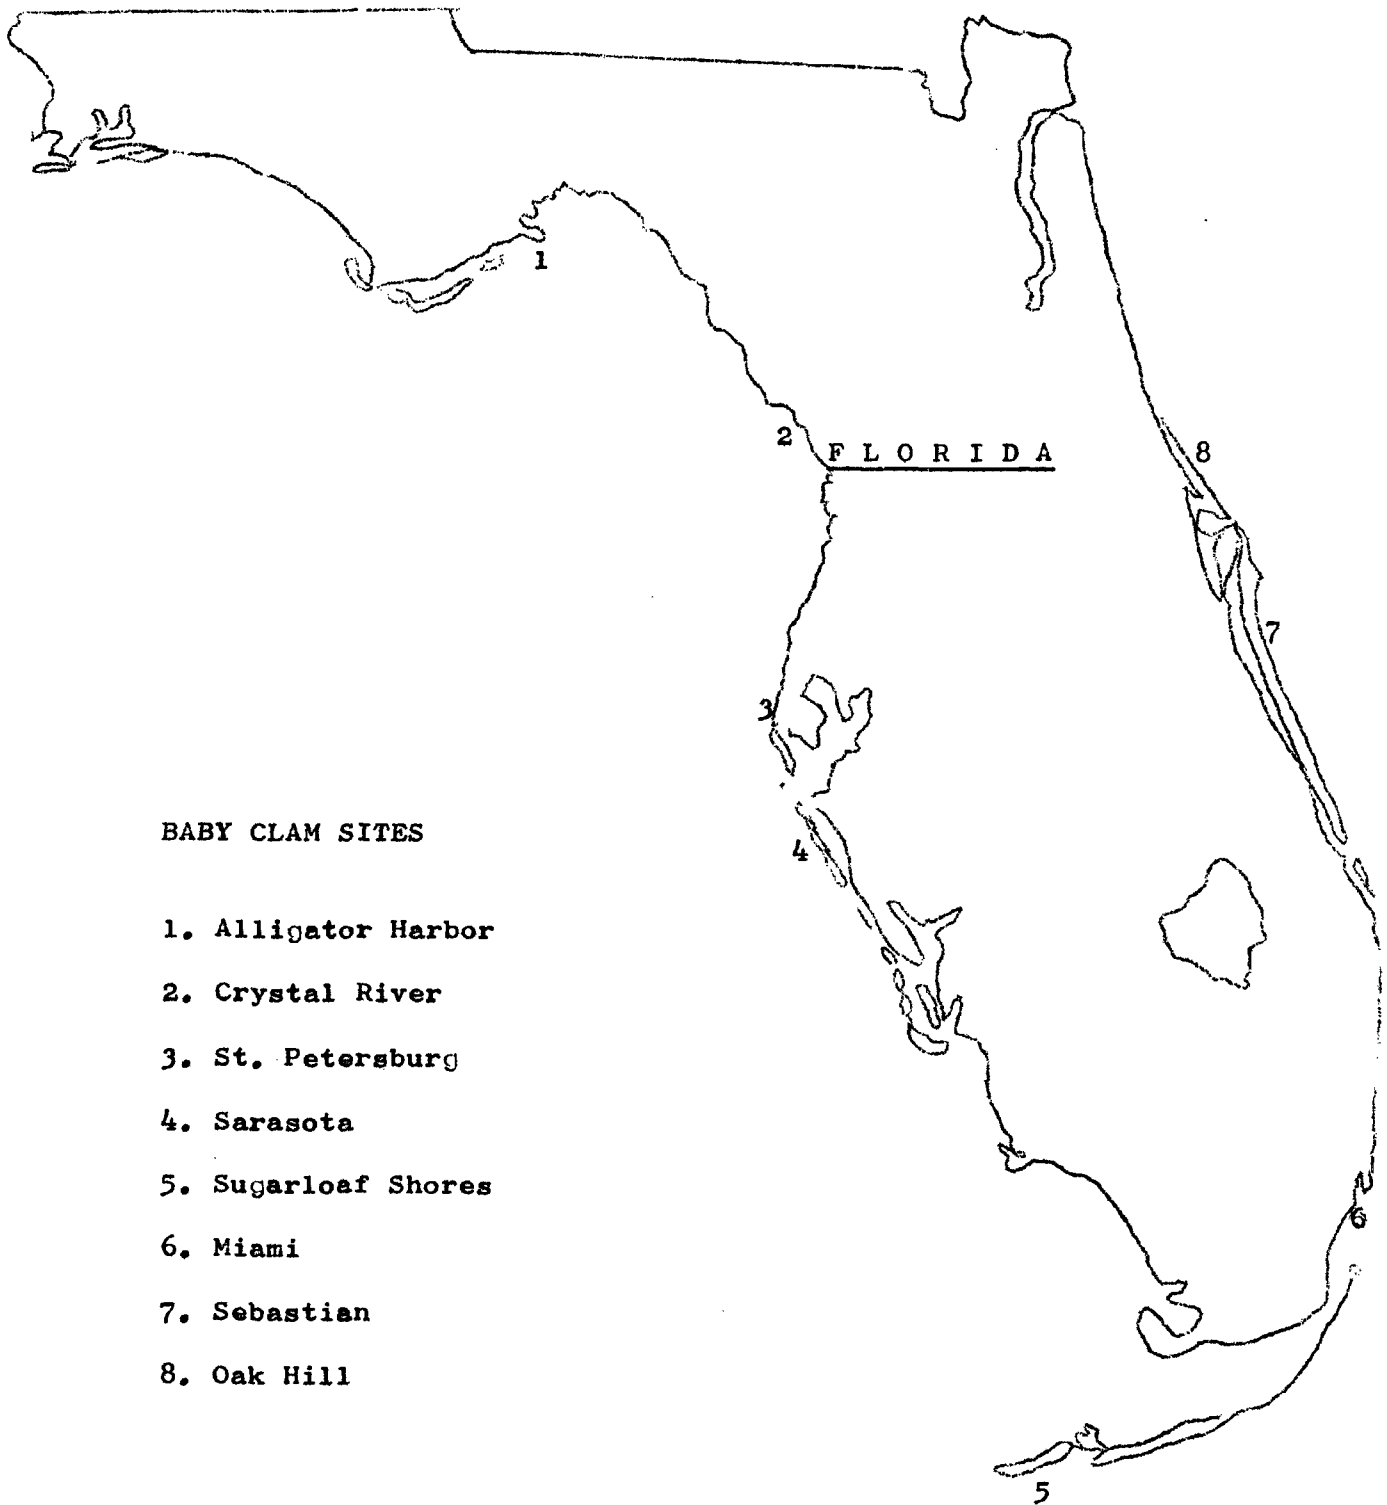 1
2
F L O R I D A
8
7
3
4
BABY CLAM SITES
1. Alligator Harbor
2. Crystal River
3. St. Petersburg
4. Sarasota
5. Sugarloaf Shores
6. Miami
7. Sebastian
8. Oak Hill
6
5